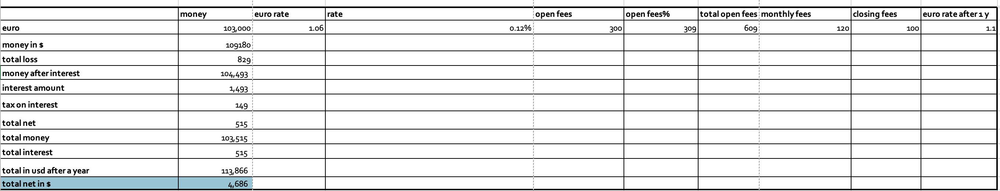 money euro rate rate open fees open fees% total open fees monthly fees closing fees euro rate after 1 y
euro 103,000 1.06 0.12% 300 309 609 120 100 1.1
money in $ 109180
total loss 829
money after interest 104,493
interest amount 1,493
tax on interest 149
total net 515
total money 103,515
total interest 515
total in usd after a year 113,866
total net in $ 4,686